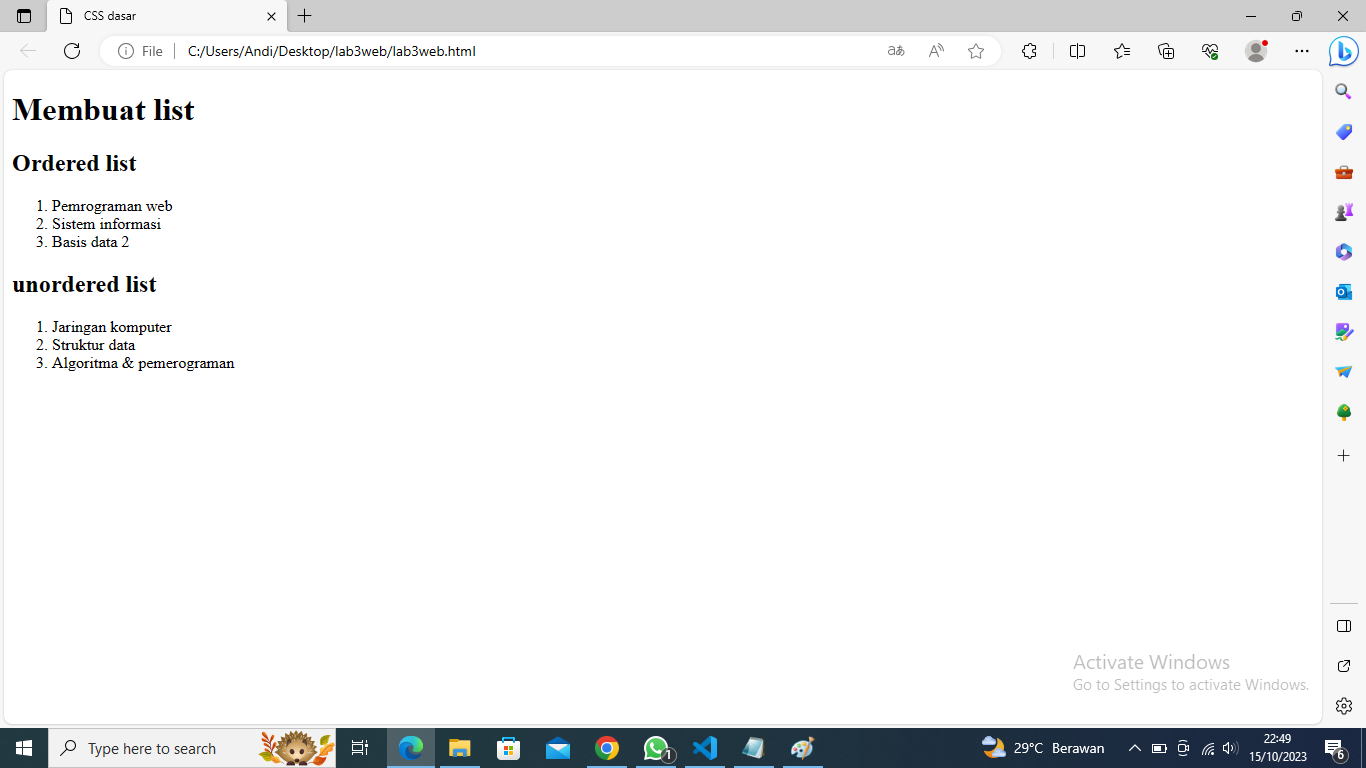 CSS dasar
File
C:/Users/Andi/Desktop/lab3web/lab3web.html
Membuat list
Ordered list
1. Pemrograman web
2. Sistem informasi
3. Basis data 2
unordered list
1. Jaringan komputer
2. Struktur data
3. Algoritma & pemerograman
Activate Windows
Go to Settings to activate Windows.
Type here to search
1
29°C Berawan
22:49
15/10/2023
6